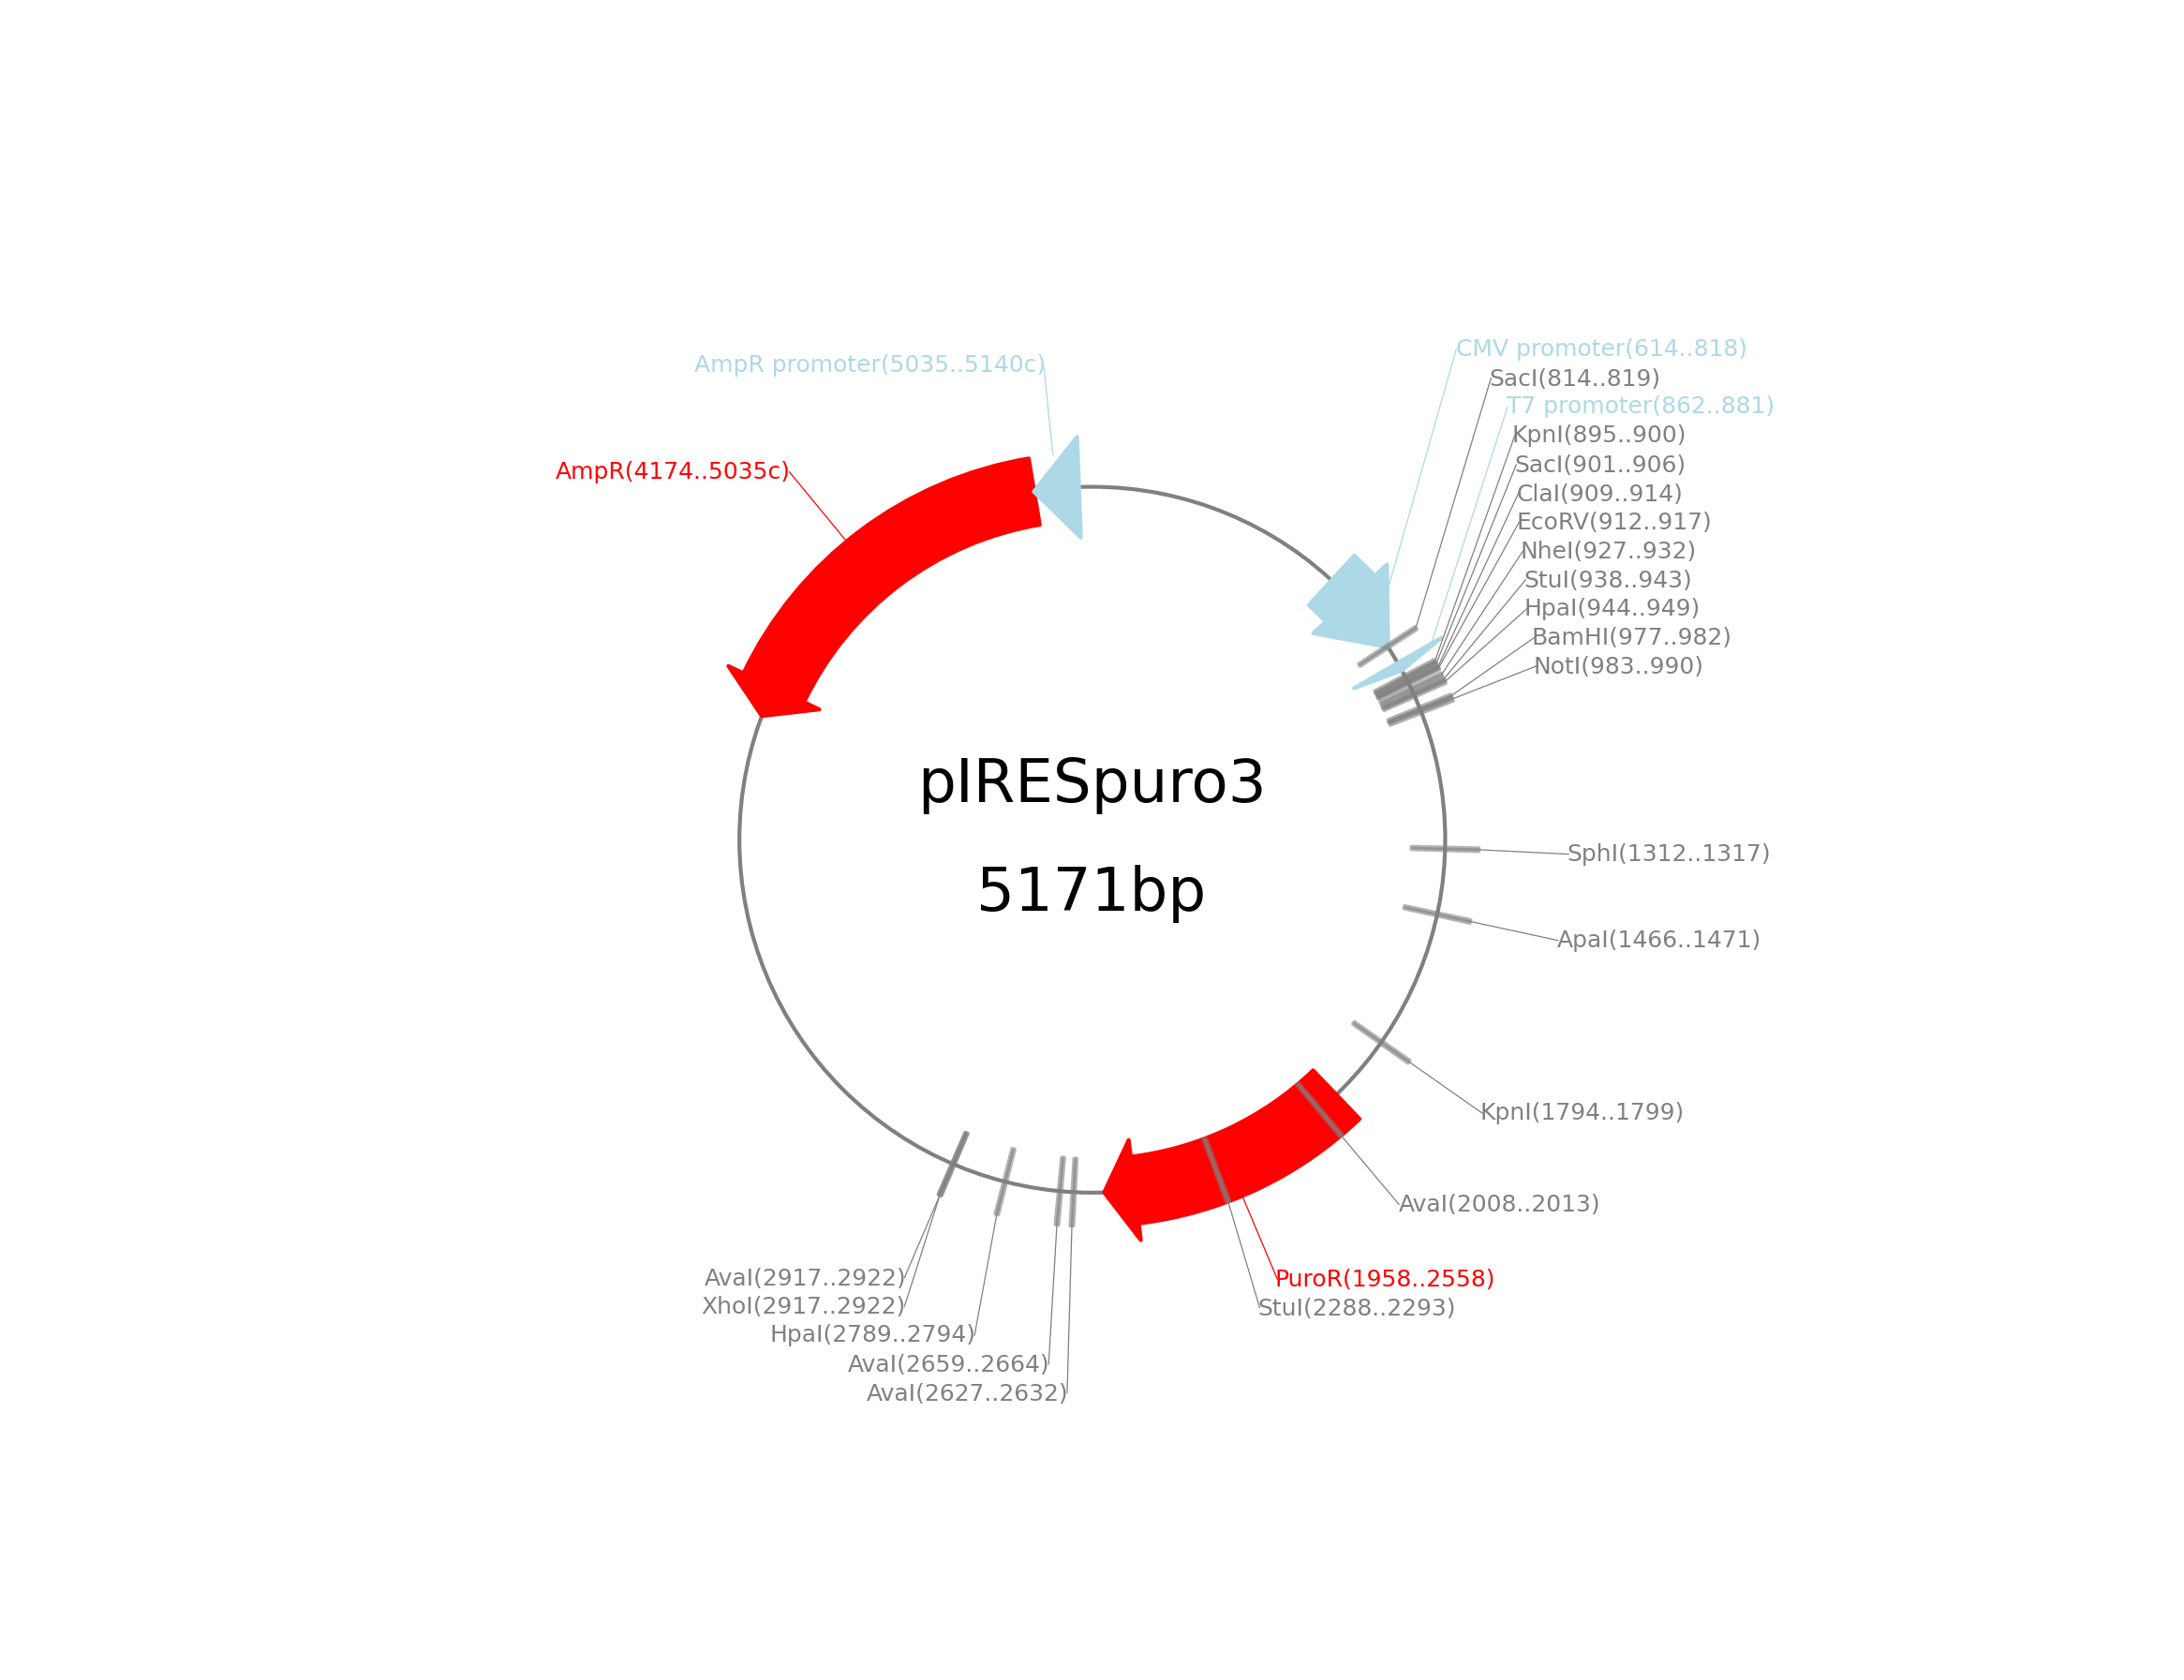 CMV promoter(614..818)
AmpR promoter(5035..5140c)
SacI(814..819)
T7 promoter(862..881)
KpnI(895..900)
SacI(901..906)
AmpR(4174..5035c)
ClaI(909..914)
EcoRV(912..917)
NheI(927..932)
StuI(938..943)
HpaI(944..949)
BamHI(977..982)
NotI(983..990)
pIRESpuro3
5171bp
SphI(1312..1317)
ApaI(1466..1471)
KpnI(1794..1799)
AvaI(2008..2013)
AvaI(2917..2922)
PuroR(1958..2558)
XhoI(2917..2922)
StuI(2288..2293)
HpaI(2789..2794)
AvaI(2659..2664)
AvaI(2627..2632)